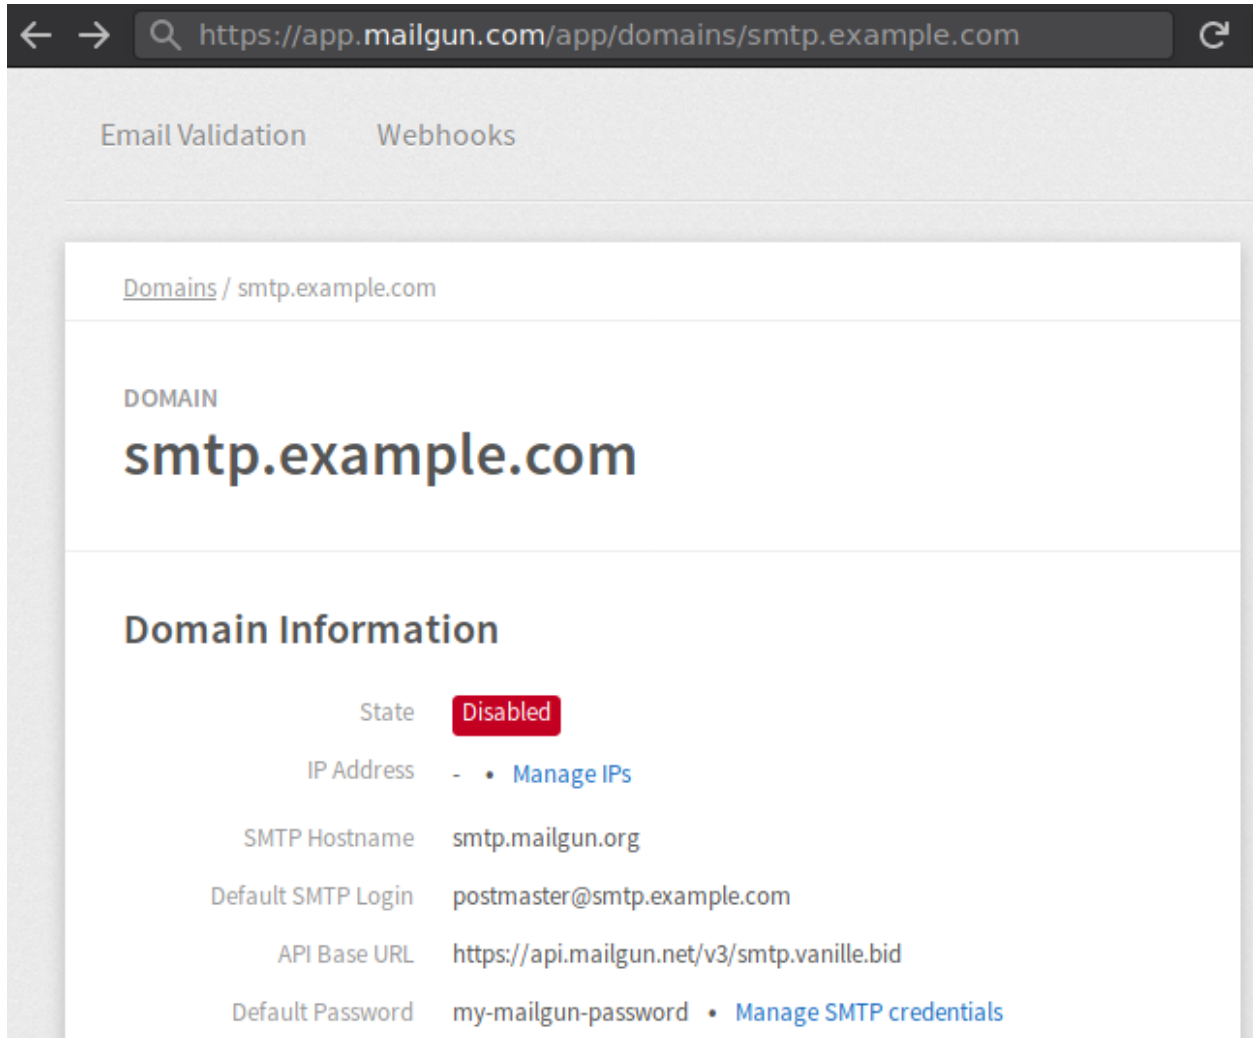 https://app.mailgun.com/app/domains/smtp.example.com
Email Validation Webhooks
Domains / smtp.example.com
DOMAIN
smtp.example.com
Domain Information
State Disabled
IP Address - • Manage IPs
SMTP Hostname smtp.mailgun.org
Default SMTP Login postmaster@smtp.example.com
API Base URL https://api.mailgun.net/v3/smtp.vanille.bid
Default Password my-mailgun-password • Manage SMTP credentials